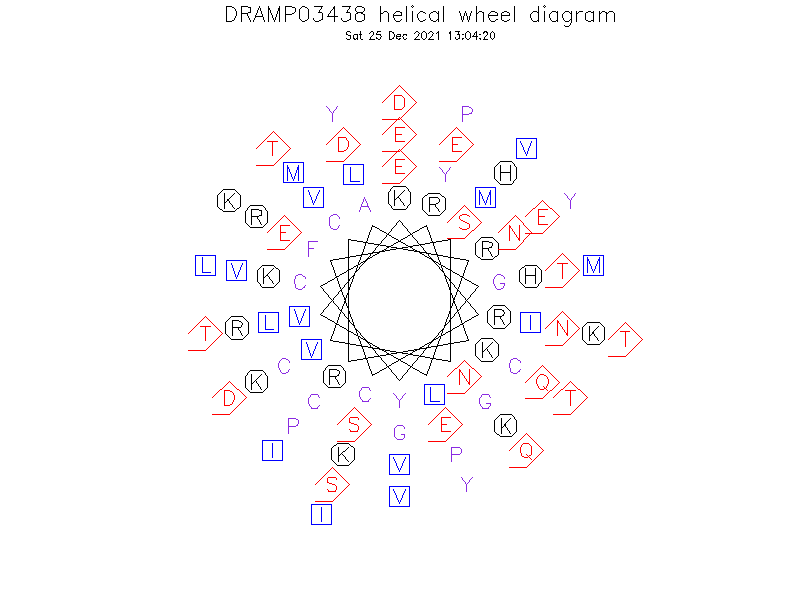 DRAMP03438 helical wheel diagram
Sat 25 Dec 2021 13:04:20
D
Y P
E
T D E V
M L E Y H
K V A K R M Y
R C S E
E N
F R
L V K C G H T M
T R L V R I N K T
V K
C R N C
K Q
D C C Y L G T
P S G E K
I K V P Q
S V Y
I